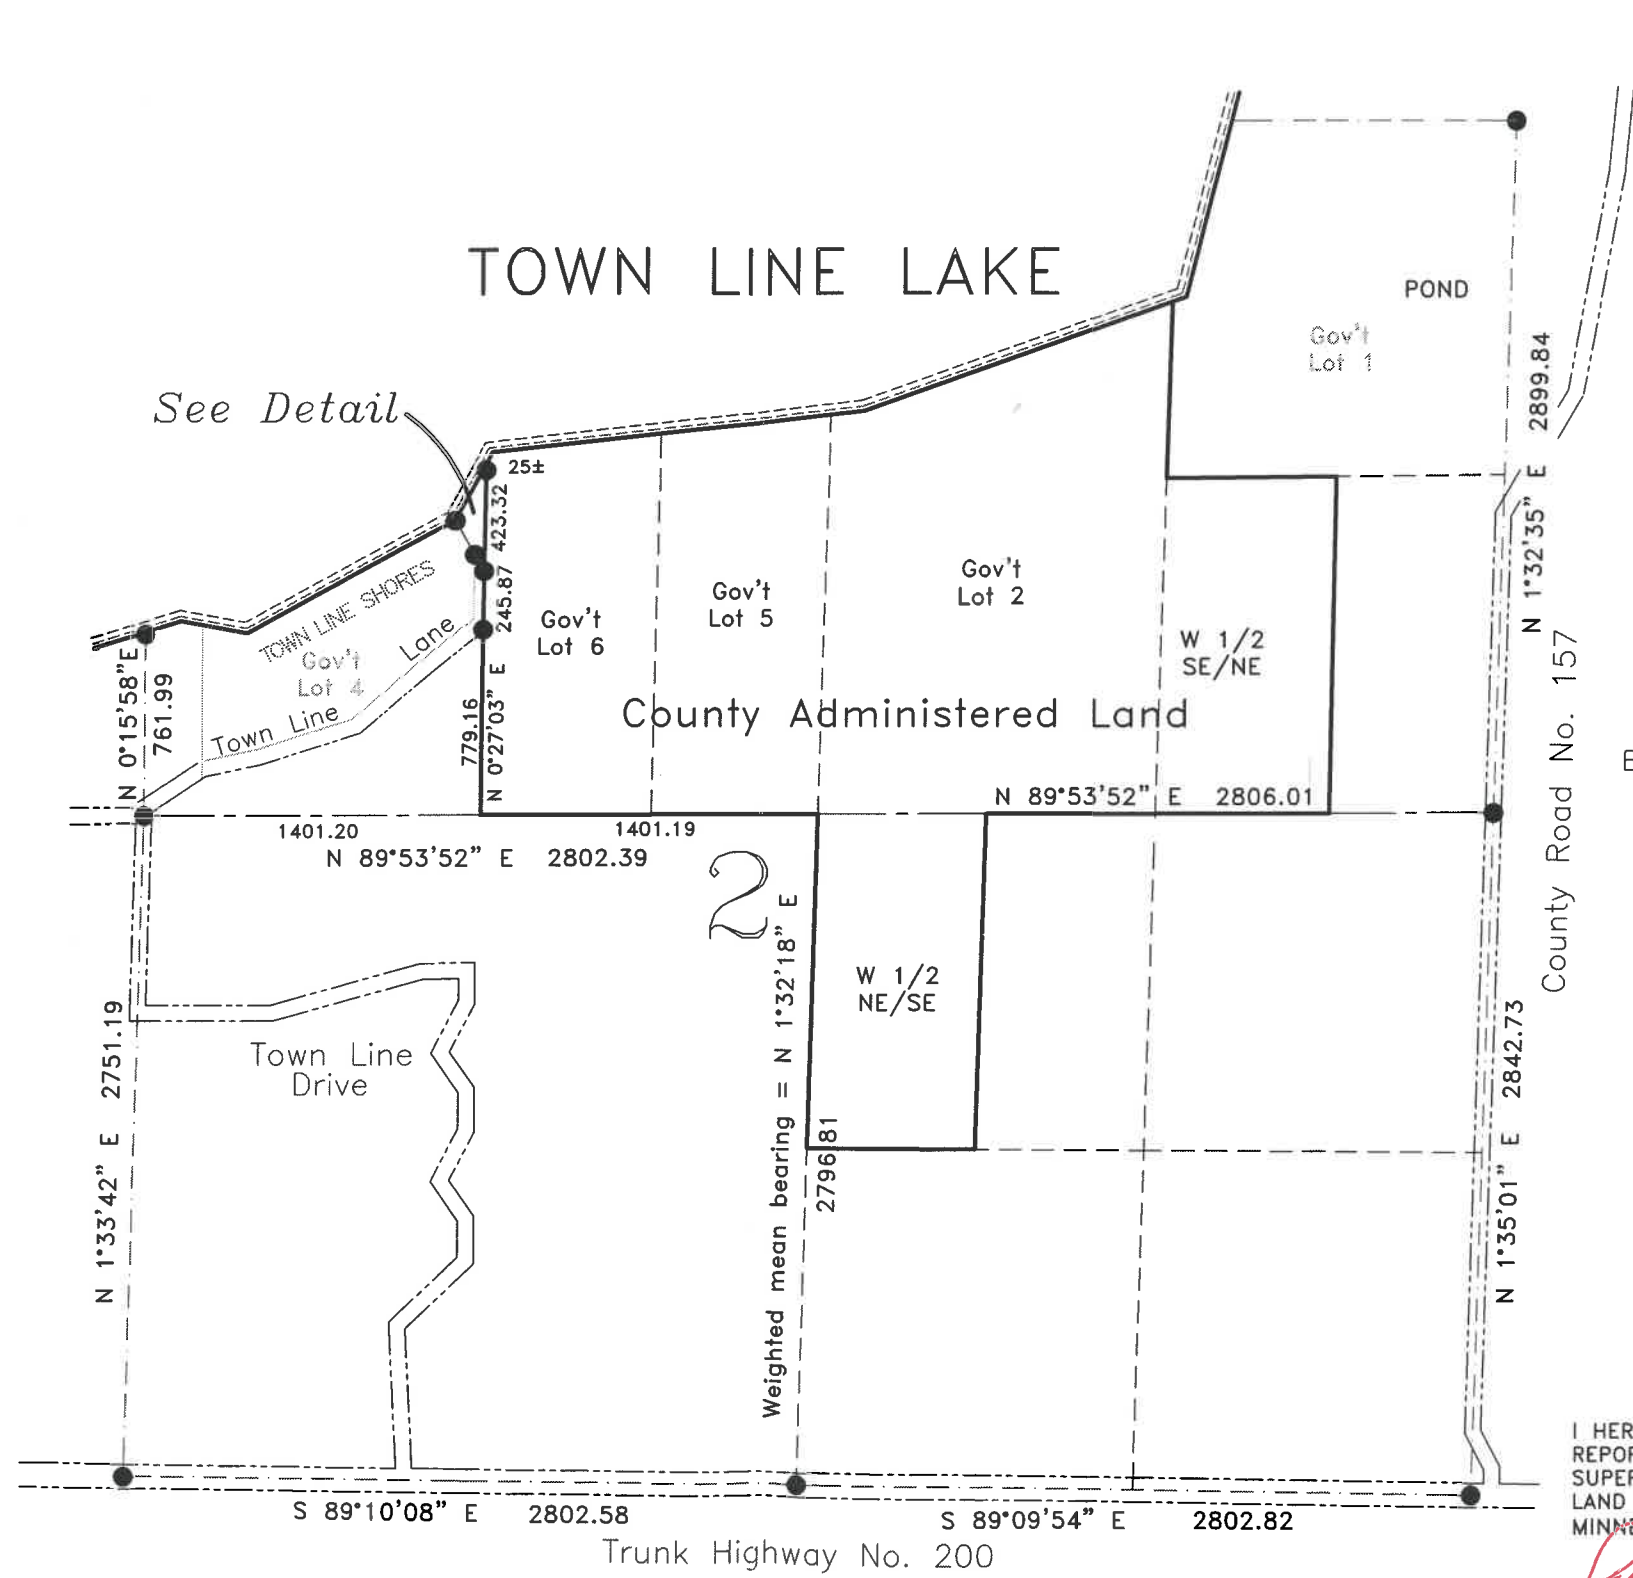 TOWN LINE LAKE
POND
Gov't
Lot 1
See Detail
25±
423.32
245.87
N 1°32'35" E 2899.84
TOWN LINE SHORES
Gov't
Lot 4
Town Line Lane
Gov't
Lot 6
Gov't
Lot 5
Gov't
Lot 2
W 1/2
SE/NE
County Administered Land
N 0°15'58" E
761.99
779.16
N 0°27'03" E
N 89°53'52" E 2806.01
County Road No. 157
1401.20
1401.19
N 89°53'52" E 2802.39
2
W 1/2
NE/SE
Town Line
Drive
N 1°33'42" E 2751.19
Weighted mean bearing = N 1°32'18" E
2796.81
N 1°35'01" E 2842.73
S 89°10'08" E 2802.58
S 89°09'54" E 2802.82
Trunk Highway No. 200
I HER
REPOR
SUPER
LAND
MINNE